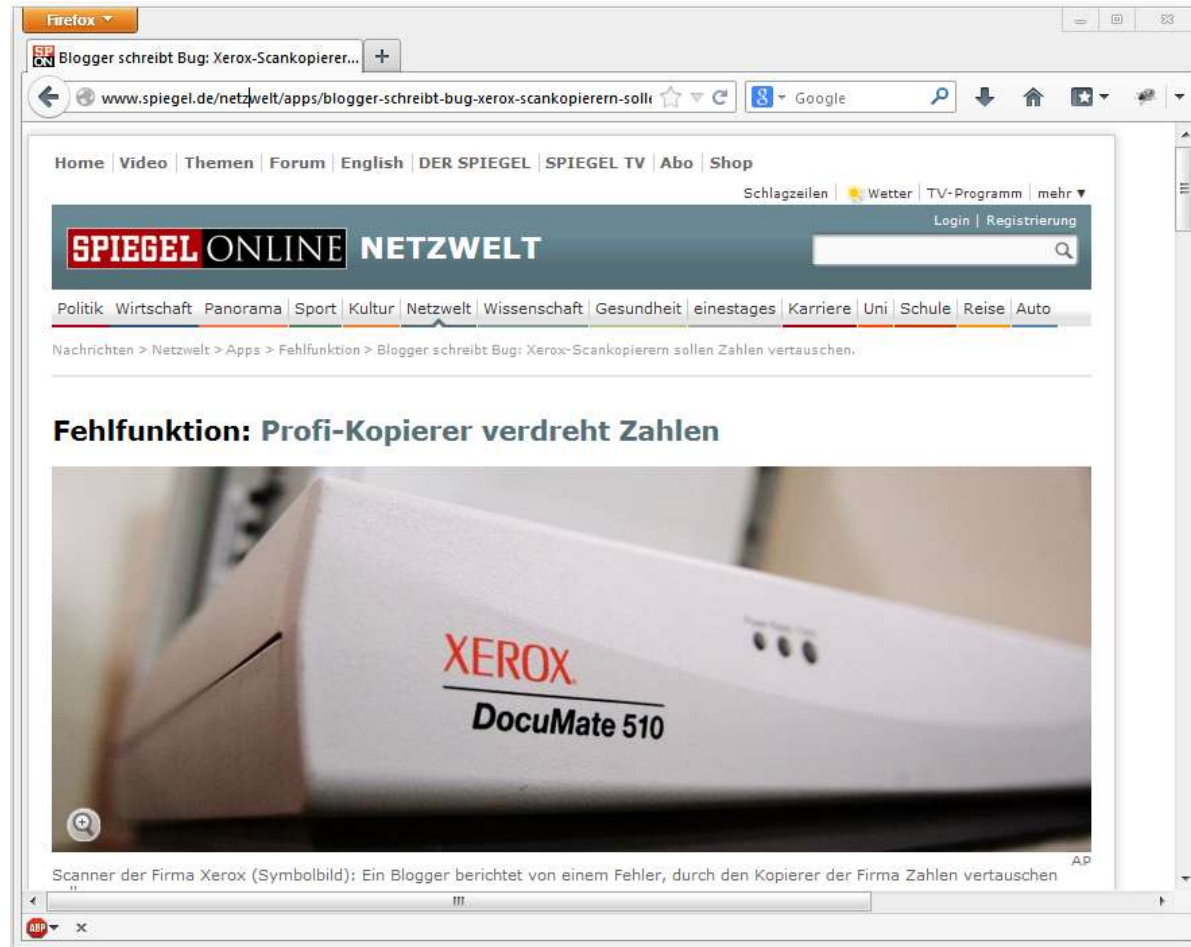 Firefox
SP ON Blogger schreibt Bug: Xerox-Scankopierer... +
www.spiegel.de/netzwelt/apps/blogger-schreibt-bug-xerox-scankopierern-solle 8 Google
Home Video Themen Forum English DER SPIEGEL SPIEGEL TV Abo Shop
Schlagzeilen Wetter TV-Programm mehr
Login | Registrierung
SPIEGEL ONLINE NETZWELT
Politik Wirtschaft Panorama Sport Kultur Netzwelt Wissenschaft Gesundheit einestages Karriere Uni Schule Reise Auto
Nachrichten > Netzwelt > Apps > Fehlfunktion > Blogger schreibt Bug: Xerox-Scankopierern sollen Zahlen vertauschen.
Fehlfunktion: Profi-Kopierer verdreht Zahlen
XEROX
DocuMate 510
AP
Scanner der Firma Xerox (Symbolbild): Ein Blogger berichtet von einem Fehler, durch den Kopierer der Firma Zahlen vertauschen
ABP x